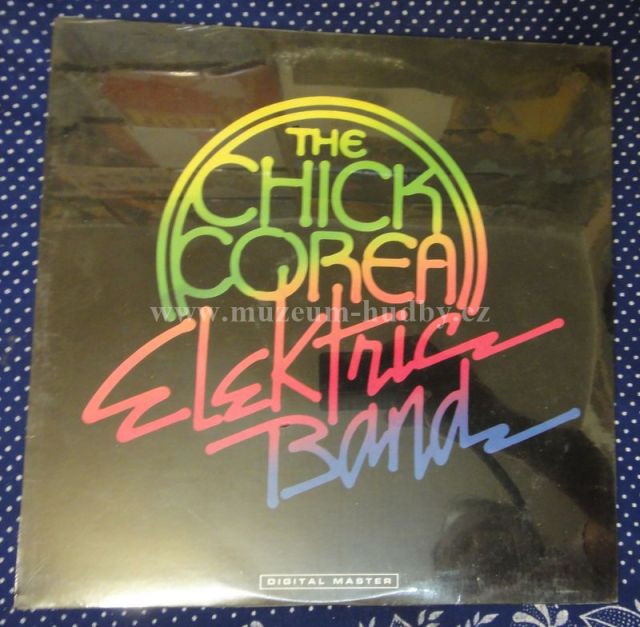 THE
CHICK
COREA
www.muzeum-hudby.cz
Elektric
Band
DIGITAL MASTER